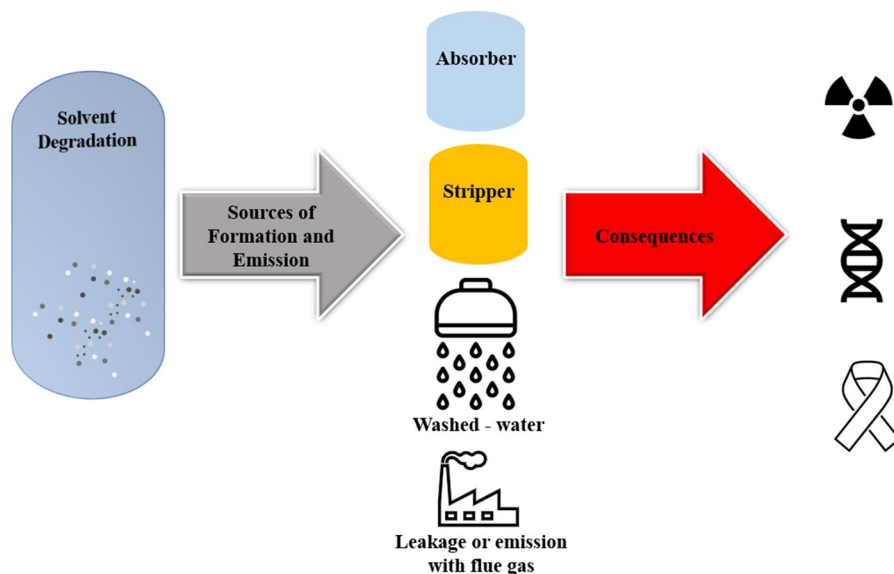 Solvent
Degradation
Sources of
Formation and
Emission
Absorber
Stripper
Washed - water
Leakage or emission
with flue gas
Consequences